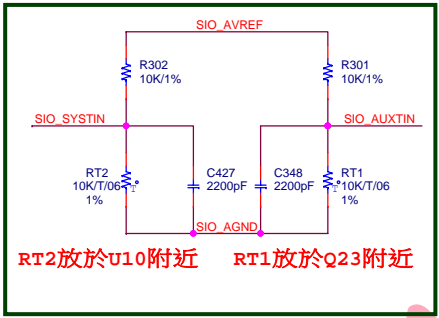 SIO_AVREF
R302
10K/1%
R301
10K/1%
SIO_SYSTIN
SIO_AUXTIN
RT2
10K/T/06
1%
T°
C427
2200pF
C348
2200pF
RT1
10K/T/06
1%
T°
SIO_AGND
RT2放於U10附近
RT1放於Q23附近